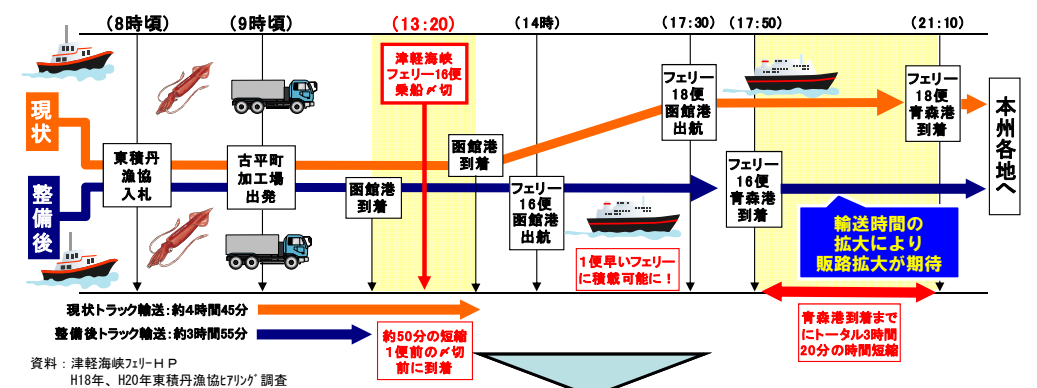 (8時頃)
(9時頃)
(13:20)
(14時)
(17:30)
(17:50)
(21:10)
津軽海峡
フェリー16便
乗船〆切
現状
整備後
東積丹
漁協
入札
古平町
加工場
出発
函館港
到着
函館港
到着
フェリー
16便
函館港
出航
フェリー
18便
函館港
出航
フェリー
16便
青森港
到着
フェリー
18便
青森港
到着
本州各地へ
1便早いフェリー
に積載可能に！
輸送時間の
拡大により
販路拡大が期待
現状トラック輸送：約4時間45分
整備後トラック輸送：約3時間55分
約50分の短縮
1便前の〆切
前に到着
青森港到着まで
にトータル3時間
20分の時間短縮
資料：津軽海峡フェリーＨＰ
H18年、H20年東積丹漁協ヒアリング調査